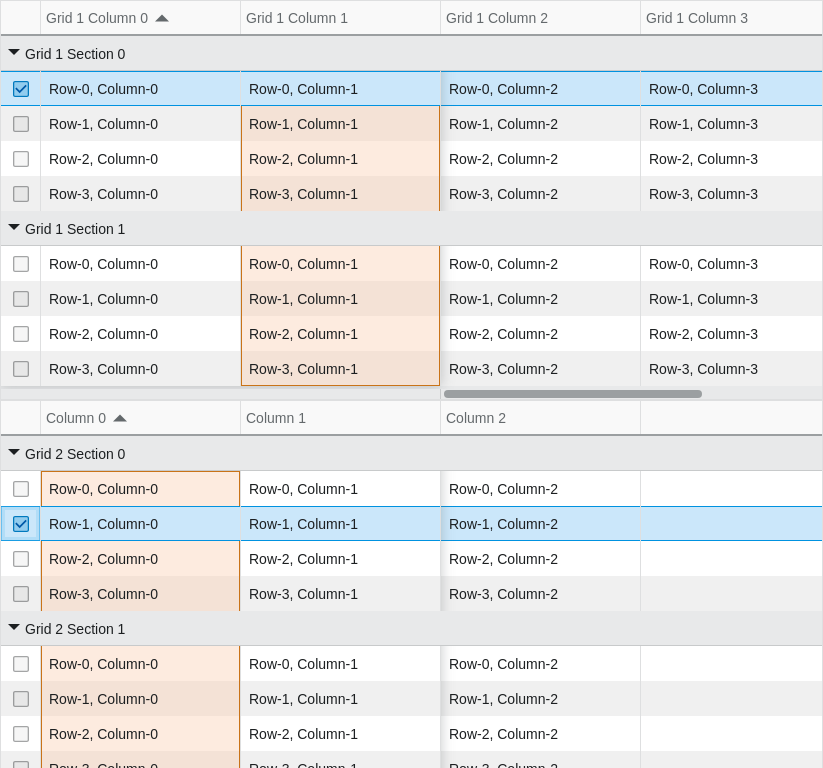 Grid 1 Column 0 Grid 1 Column 1 Grid 1 Column 2 Grid 1 Column 3
Grid 1 Section 0
Row-0, Column-0 Row-0, Column-1 Row-0, Column-2 Row-0, Column-3
Row-1, Column-0 Row-1, Column-1 Row-1, Column-2 Row-1, Column-3
Row-2, Column-0 Row-2, Column-1 Row-2, Column-2 Row-2, Column-3
Row-3, Column-0 Row-3, Column-1 Row-3, Column-2 Row-3, Column-3
Grid 1 Section 1
Row-0, Column-0 Row-0, Column-1 Row-0, Column-2 Row-0, Column-3
Row-1, Column-0 Row-1, Column-1 Row-1, Column-2 Row-1, Column-3
Row-2, Column-0 Row-2, Column-1 Row-2, Column-2 Row-2, Column-3
Row-3, Column-0 Row-3, Column-1 Row-3, Column-2 Row-3, Column-3
Column 0 Column 1 Column 2
Grid 2 Section 0
Row-0, Column-0 Row-0, Column-1 Row-0, Column-2
Row-1, Column-0 Row-1, Column-1 Row-1, Column-2
Row-2, Column-0 Row-2, Column-1 Row-2, Column-2
Row-3, Column-0 Row-3, Column-1 Row-3, Column-2
Grid 2 Section 1
Row-0, Column-0 Row-0, Column-1 Row-0, Column-2
Row-1, Column-0 Row-1, Column-1 Row-1, Column-2
Row-2, Column-0 Row-2, Column-1 Row-2, Column-2
Row-3, Column-0 Row-3, Column-1 Row-3, Column-2